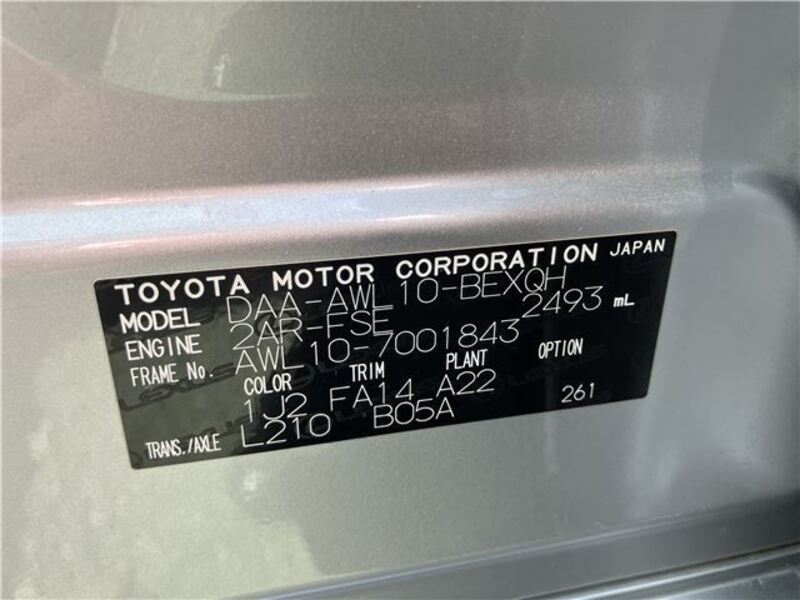 TOYOTA MOTOR CORPORATION JAPAN
MODEL DAA-AWL10-BEXQH
ENGINE 2AR-FSE 2493 mL
FRAME No. AWL10-7001843
COLOR TRIM PLANT OPTION
1J2 FA14 A22
TRANS./AXLE L210 B05A 261